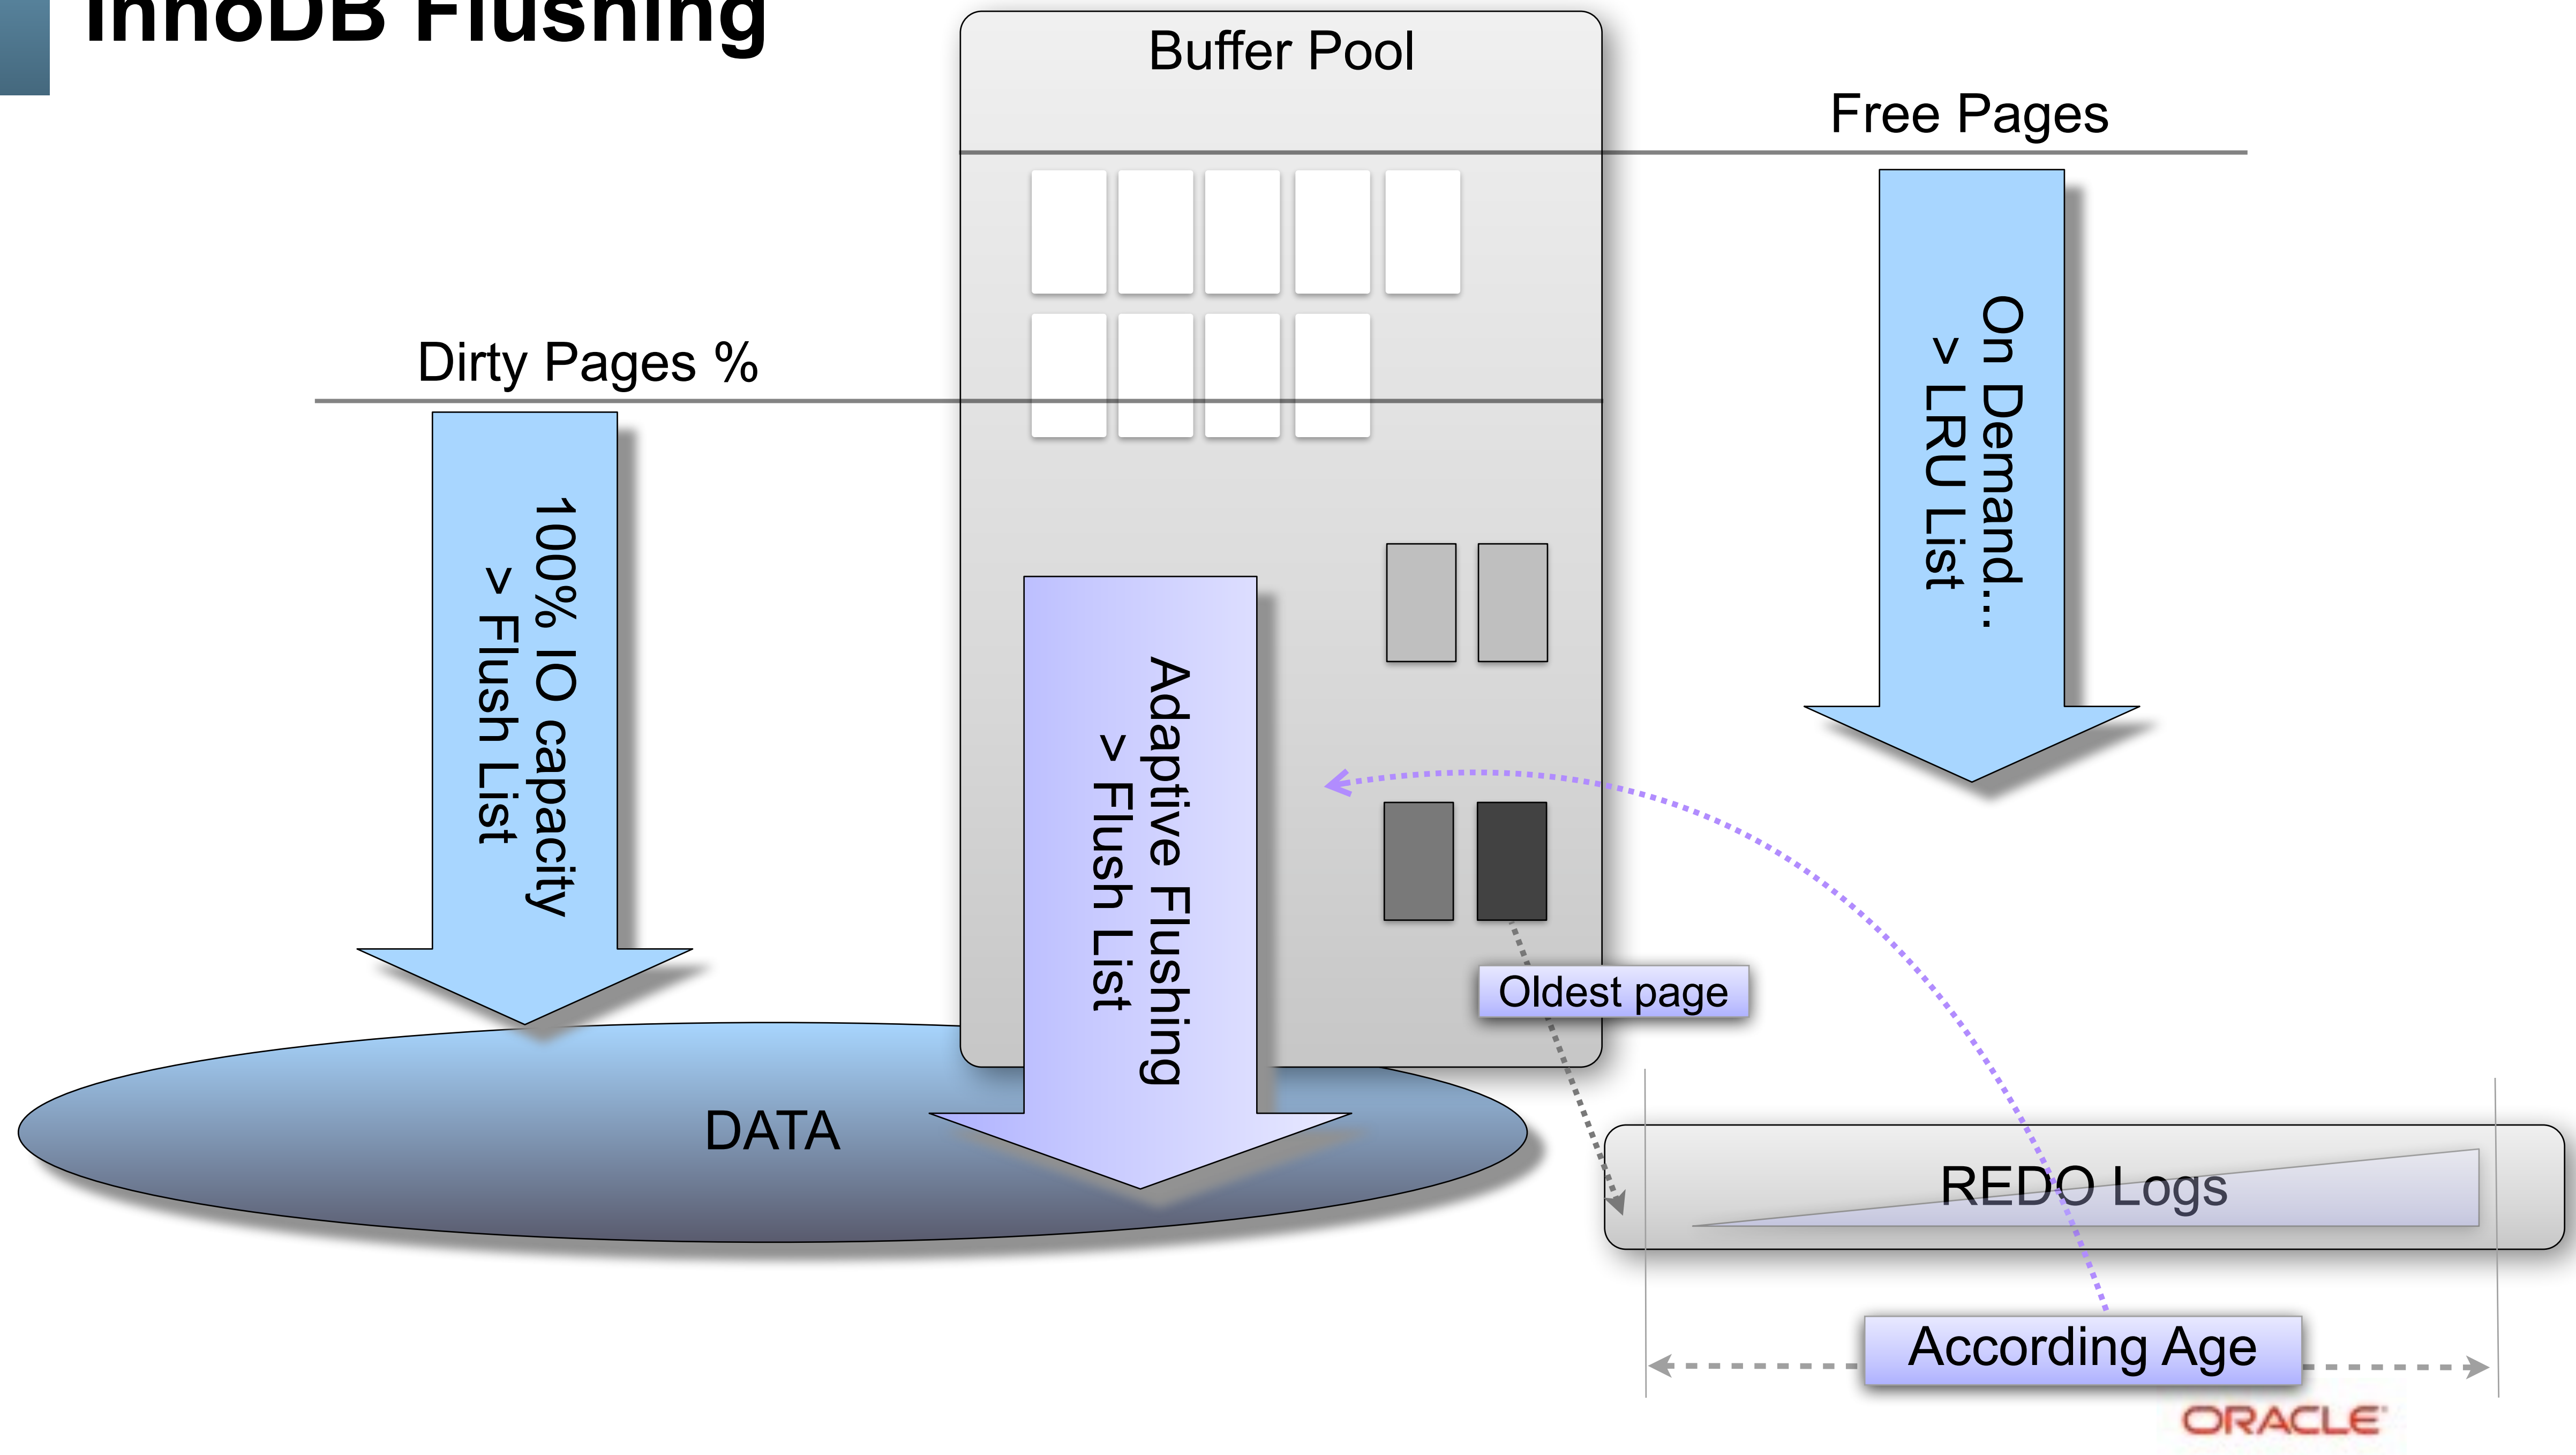 InnoDB Flushing
Buffer Pool
Free Pages
Dirty Pages %
On Demand...
> LRU List
100% IO capacity
> Flush List
Adaptive Flushing
> Flush List
Oldest page
DATA
REDO Logs
According Age
ORACLE